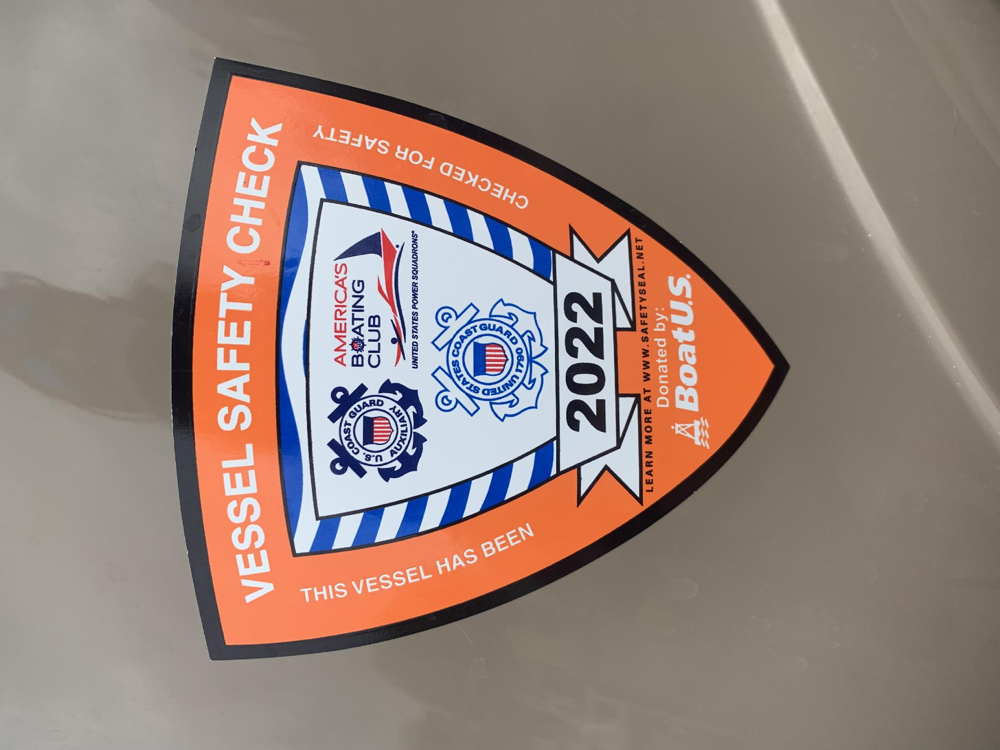 VESSEL SAFETY CHECK
THIS VESSEL HAS BEEN
CHECKED FOR SAFETY
U.S. COAST GUARD
AUXILIARY
AMERICA'S
BOATING
CLUB
UNITED STATES POWER SQUADRONS®
UNITED STATES COAST GUARD 1790
2022
LEARN MORE AT WWW.SAFETYSEAL.NET
Donated by:
BoatU.S.